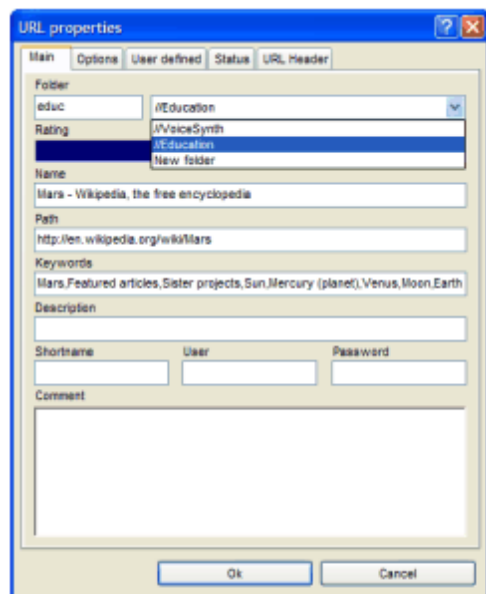 URL properties
Main Options User defined Status URL Header
Folder
educ //Education
Rating //VoiceSynth
//Education
New folder
Name
Mars - Wikipedia, the free encyclopedia
Path
http://en.wikipedia.org/wiki/Mars
Keywords
Mars,Featured articles,Sister projects,Sun,Mercury (planet),Venus,Moon,Earth
Description
Shortname User Password
Comment
Ok Cancel